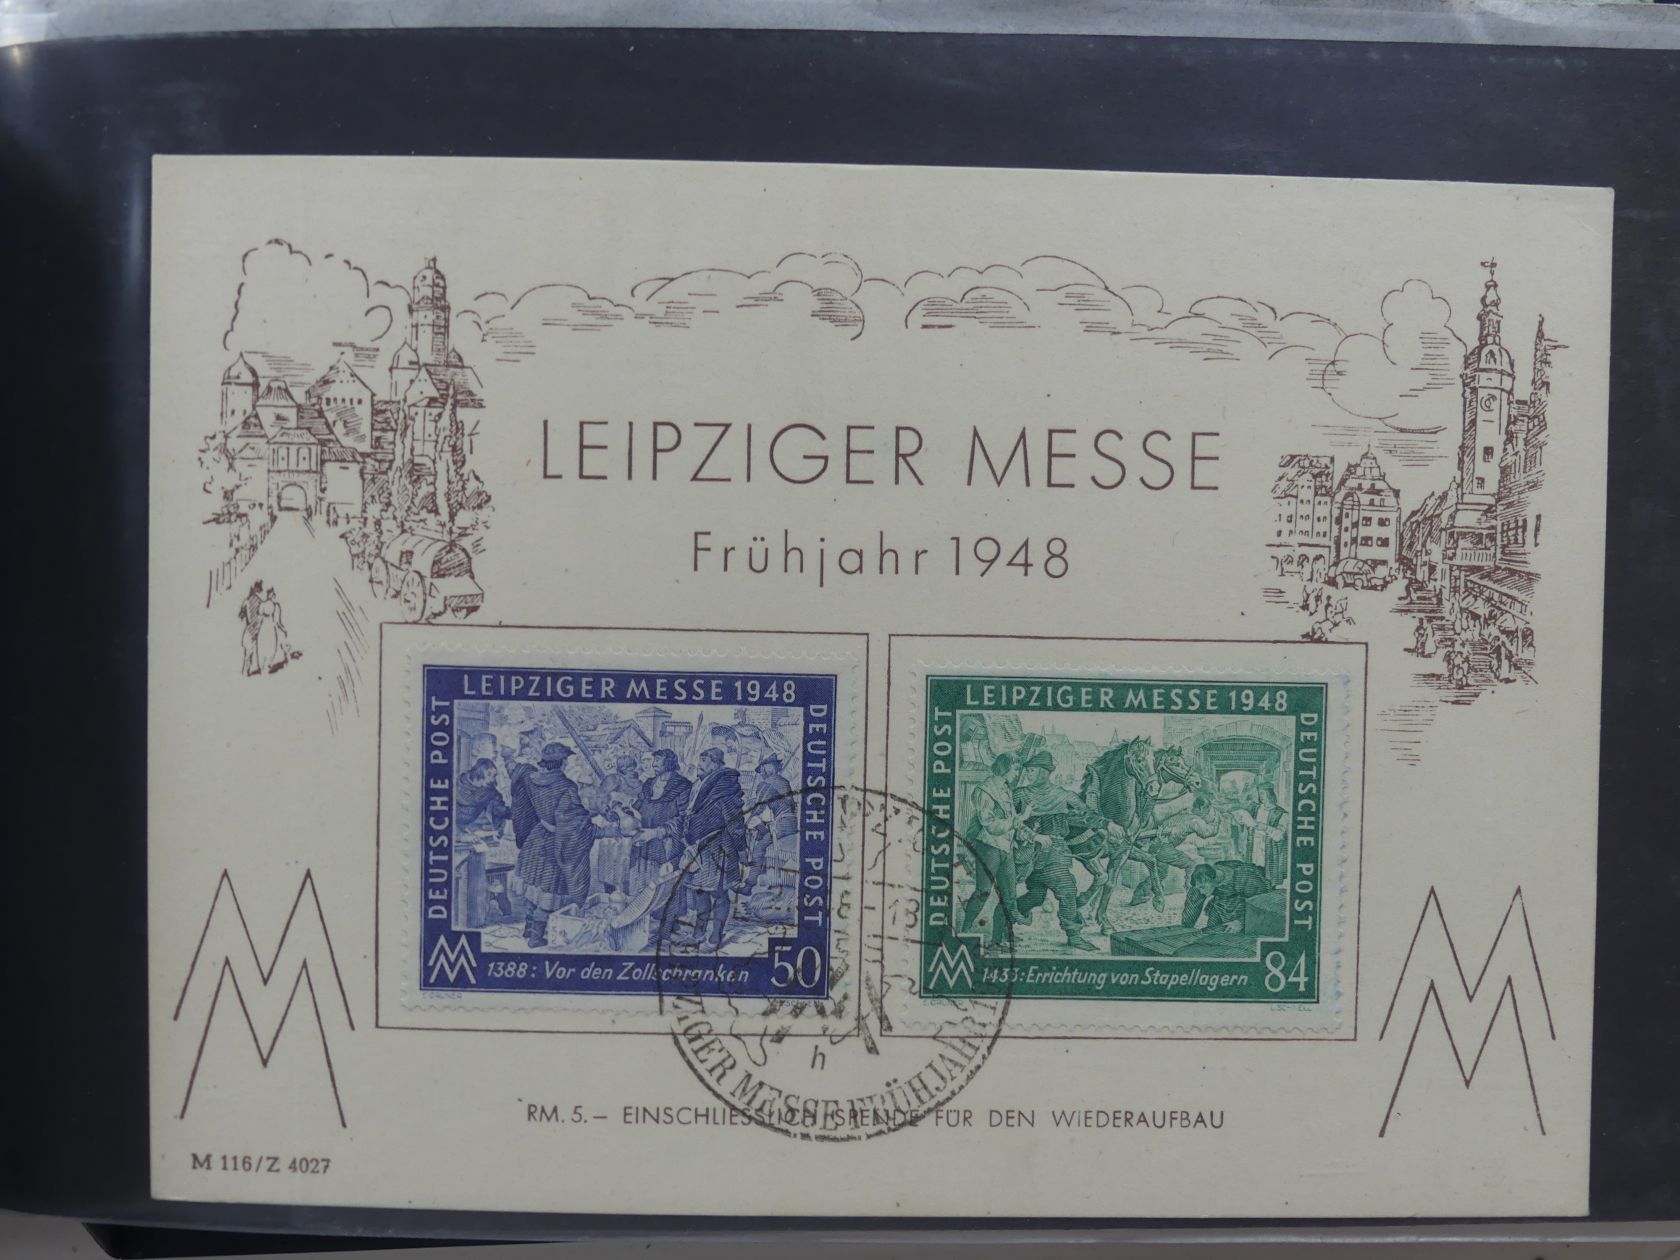 LEIPZIGER MESSE
Frühjahr 1948
LEIPZIGER MESSE 1948
DEUTSCHE POST
DEUTSCHE POST
1388: Vor den Zollschranken 50
LEIPZIGER MESSE 1948
DEUTSCHE POST
DEUTSCHE POST
1433: Errichtung von Stapellagern 84
h
LEIPZIGER MESSE FRÜHJAHR
RM. 5.– EINSCHLIESSLICH SPENDE FÜR DEN WIEDERAUFBAU
M 116/Z 4027